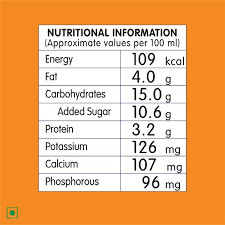 NUTRITIONAL INFORMATION
(Approximate values per 100 ml)
Energy 109 kcal
Fat 4.0 g
Carbohydrates 15.0 g
Added Sugar 10.6 g
Protein 3.2 g
Potassium 126 mg
Calcium 107 mg
Phosphorous 96 mg